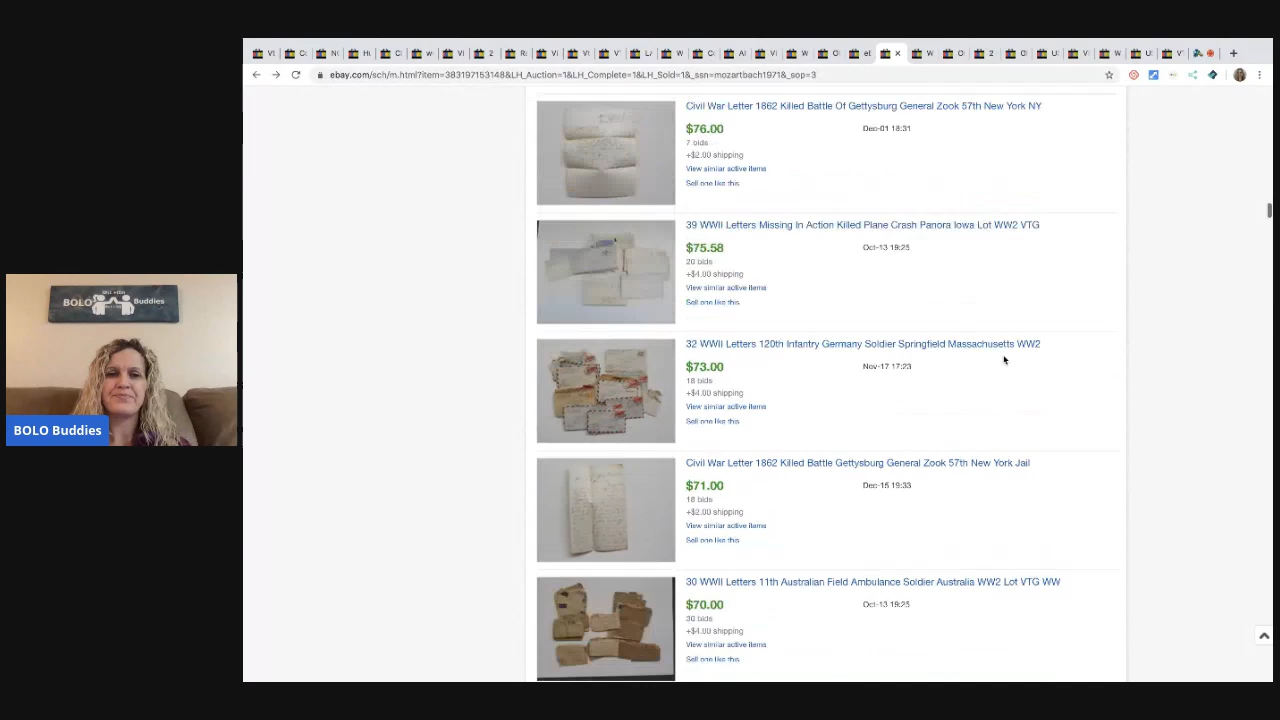 ebay.com/sch/m.html?item=383197153148&LH_Auction=1&LH_Complete=1&LH_Sold=1&_ssn=mozartbach1971&_sop=3
Civil War Letter 1862 Killed Battle Of Gettysburg General Zook 57th New York NY
$76.00
Dec-01 18:31
7 bids
+$2.00 shipping
View similar active items
Sell one like this
39 WWII Letters Missing In Action Killed Plane Crash Panora Iowa Lot WW2 VTG
$75.58
Oct-13 19:25
20 bids
+$4.00 shipping
View similar active items
Sell one like this
32 WWII Letters 120th Infantry Germany Soldier Springfield Massachusetts WW2
$73.00
Nov-17 17:23
18 bids
+$4.00 shipping
View similar active items
Sell one like this
Civil War Letter 1862 Killed Battle Gettysburg General Zook 57th New York Jail
$71.00
Dec-15 19:33
18 bids
+$2.00 shipping
View similar active items
Sell one like this
30 WWII Letters 11th Australian Field Ambulance Soldier Australia WW2 Lot VTG WW
$70.00
Oct-13 19:25
30 bids
+$4.00 shipping
View similar active items
Sell one like this
BOLO Buddies
BOLO Buddies